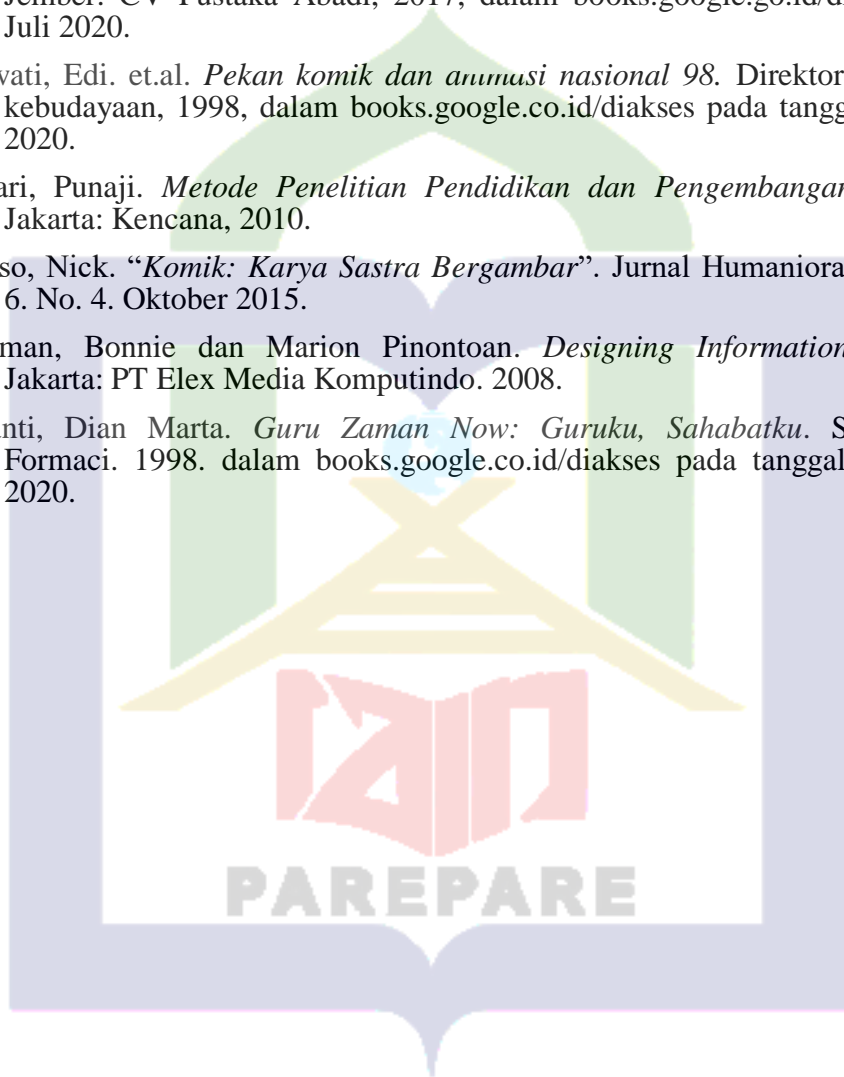 Jember: CV Pustaka Abadi, 2017, dalam books.google.go.id/di
Juli 2020.
vati, Edi. et.al. Pekan komik dan animasi nasional 98. Direktor
kebudayaan, 1998, dalam books.google.co.id/diakses pada tangg
2020.
ari, Punaji. Metode Penelitian Pendidikan dan Pengembangan
Jakarta: Kencana, 2010.
so, Nick. “Komik: Karya Sastra Bergambar”. Jurnal Humaniora
6. No. 4. Oktober 2015.
man, Bonnie dan Marion Pinontoan. Designing Information
Jakarta: PT Elex Media Komputindo. 2008.
nti, Dian Marta. Guru Zaman Now: Guruku, Sahabatku. S
Formaci. 1998. dalam books.google.co.id/diakses pada tanggal
2020.
iain
PAREPARE